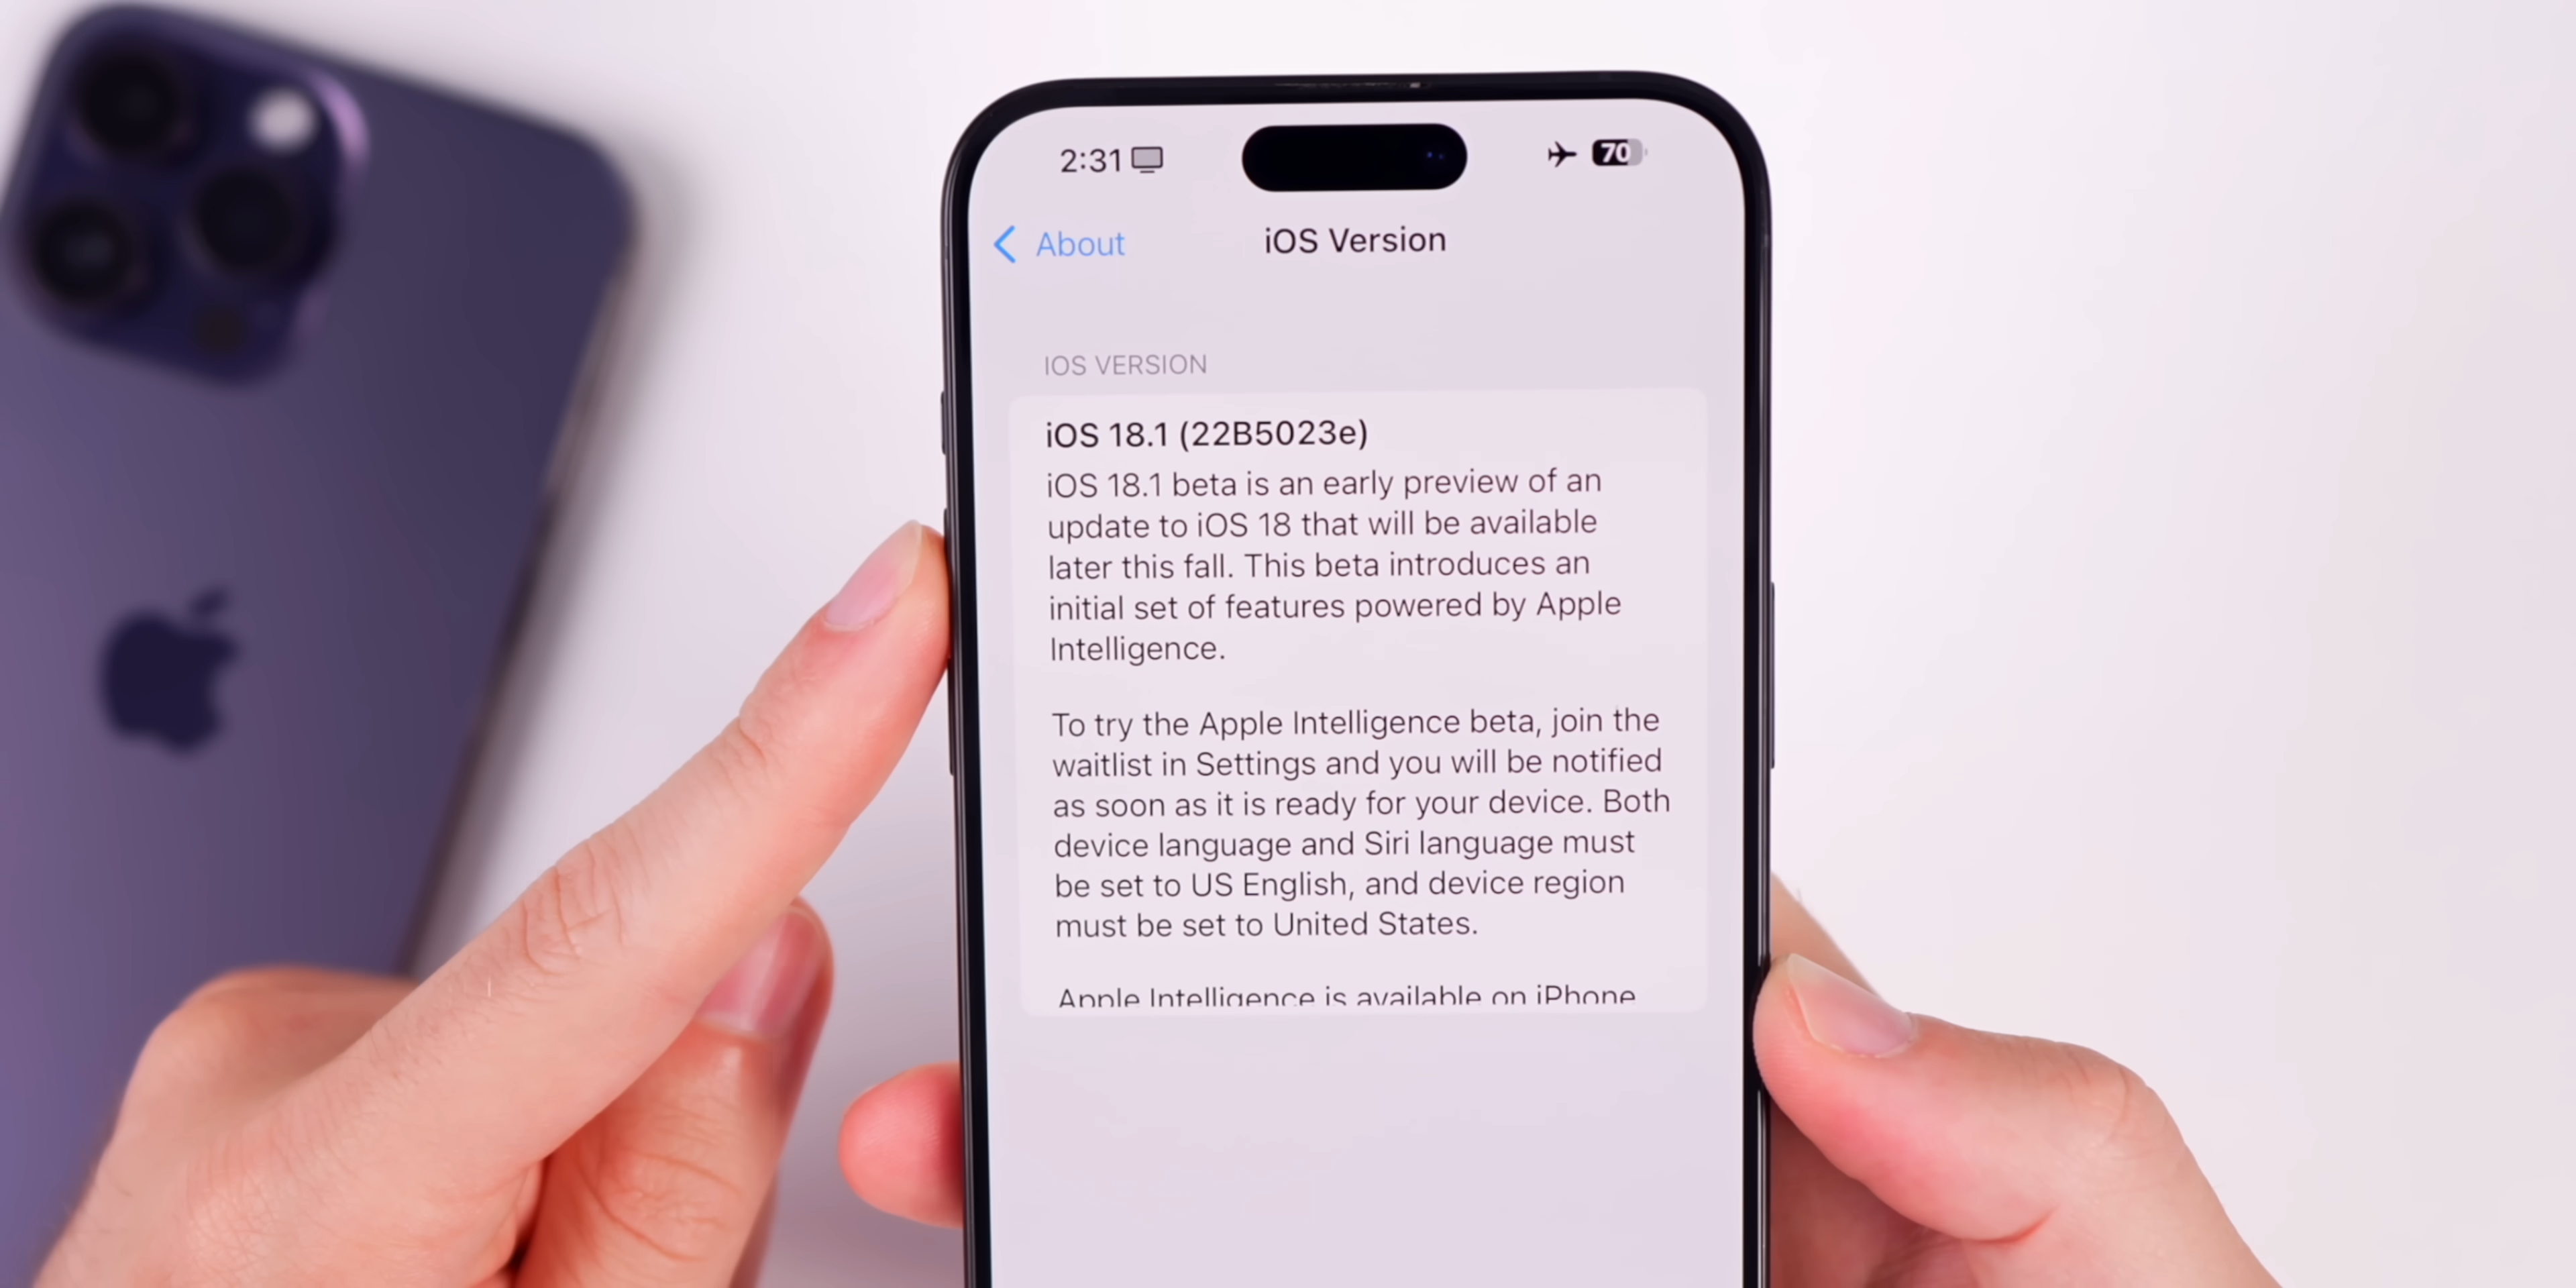 2:31
70
About
iOS Version
IOS VERSION
iOS 18.1 (22B5023e)
iOS 18.1 beta is an early preview of an
update to iOS 18 that will be available
later this fall. This beta introduces an
initial set of features powered by Apple
Intelligence.
To try the Apple Intelligence beta, join the
waitlist in Settings and you will be notified
as soon as it is ready for your device. Both
device language and Siri language must
be set to US English, and device region
must be set to United States.
Apple Intelligence is available on iPhone